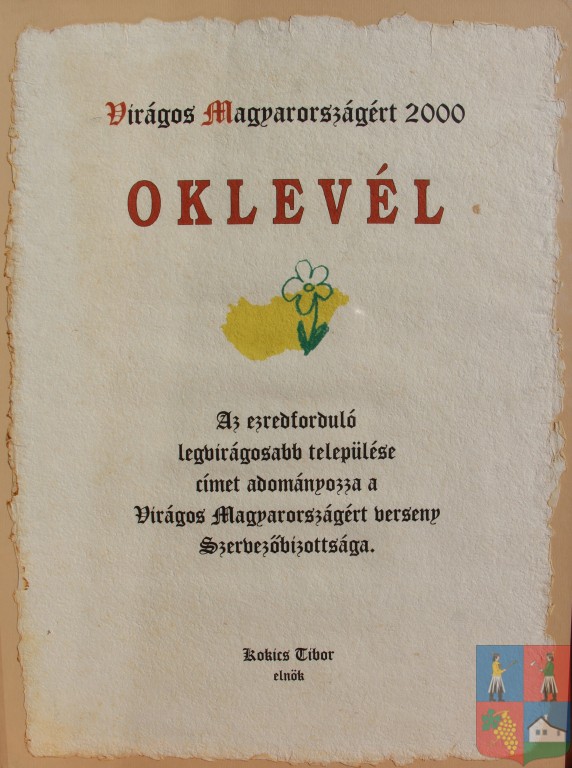 Virágos Magyarországért 2000
OKLEVÉL
Az ezredforduló
legvirágosabb települése
címet adományozza a
Virágos Magyarországért verseny
Szervezőbizottsága.
Kokics Tibor
elnök